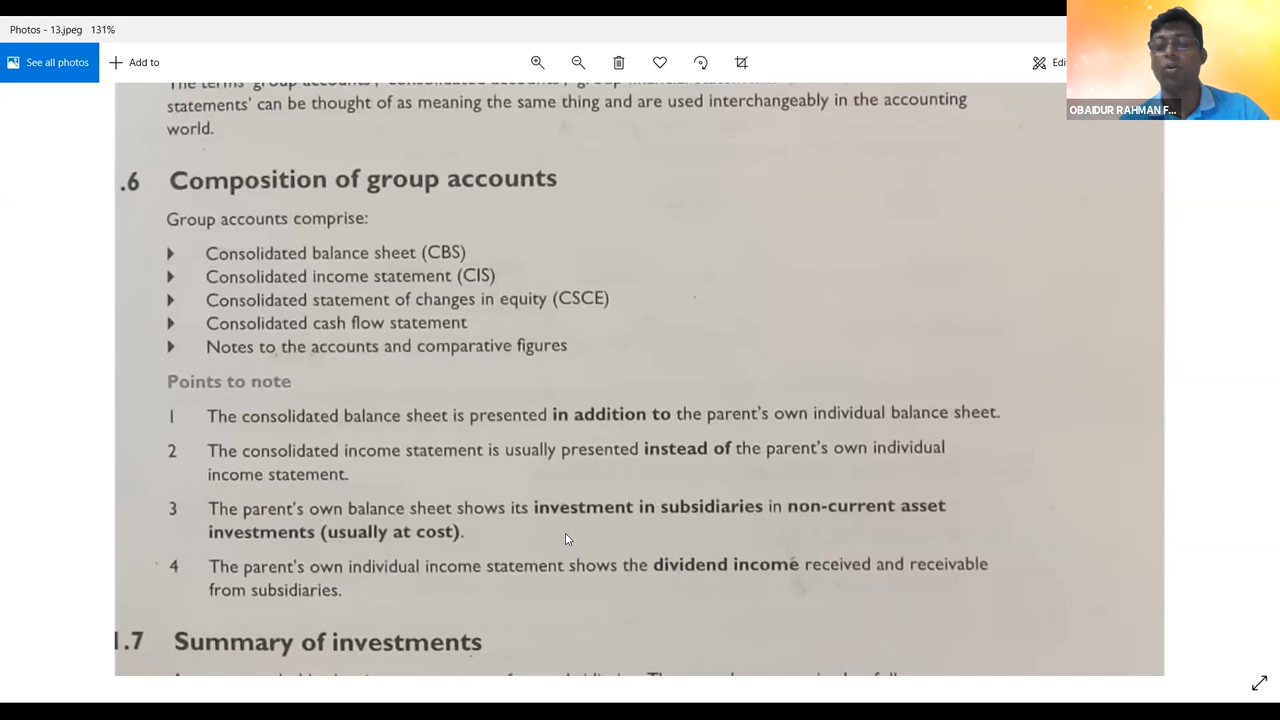 Photos - 13.jpeg 131%
See all photos
Add to
OBAIDUR RAHMAN F...
The terms 'group accounts', 'consolidated accounts', 'group
statements' can be thought of as meaning the same thing and are used interchangeably in the accounting
world.
.6 Composition of group accounts
Group accounts comprise:
Consolidated balance sheet (CBS)
Consolidated income statement (CIS)
Consolidated statement of changes in equity (CSCE)
Consolidated cash flow statement
Notes to the accounts and comparative figures
Points to note
1 The consolidated balance sheet is presented in addition to the parent's own individual balance sheet.
2 The consolidated income statement is usually presented instead of the parent's own individual
income statement.
3 The parent's own balance sheet shows its investment in subsidiaries in non-current asset
investments (usually at cost).
4 The parent's own individual income statement shows the dividend income received and receivable
from subsidiaries.
1.7 Summary of investments